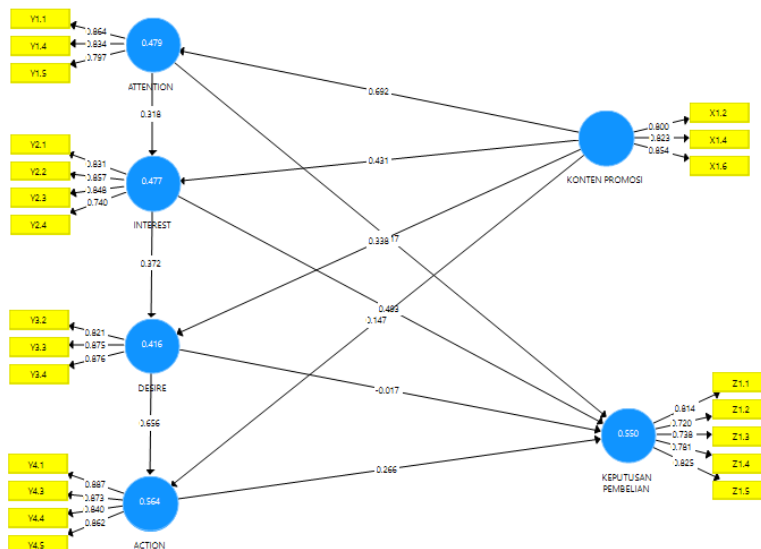 Y1.1
Y1.4
Y1.5
0.864
0.834
0.797
0.479
ATTENTION
0.318
0.692
X1.2
X1.4
X1.6
0.800
0.823
0.854
KONTEN PROMOSI
Y2.1
Y2.2
Y2.3
Y2.4
0.831
0.857
0.848
0.740
0.477
INTEREST
0.431
0.372
0.338
0.147
Y3.2
Y3.3
Y3.4
0.821
0.875
0.876
0.416
DESIRE
-0.017
0.656
Z1.1
Z1.2
Z1.3
Z1.4
Z1.5
0.814
0.720
0.738
0.781
0.825
0.550
KEPUTUSAN
PEMBELIAN
0.266
Y4.1
Y4.3
Y4.4
Y4.5
0.887
0.873
0.840
0.862
0.564
ACTION